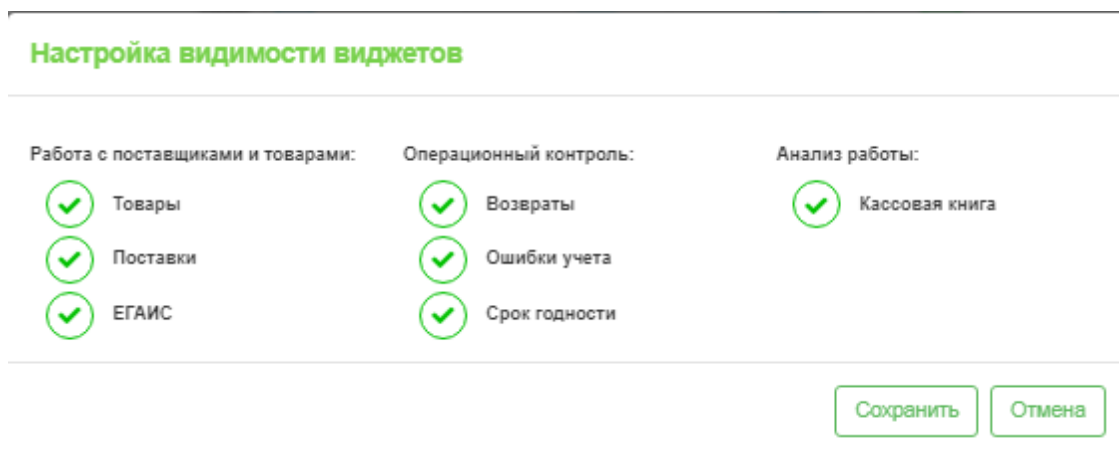 Настройка видимости виджетов
Работа с поставщиками и товарами:
Товары
Поставки
ЕГАИС
Операционный контроль:
Возвраты
Ошибки учета
Срок годности
Анализ работы:
Кассовая книга
Сохранить
Отмена